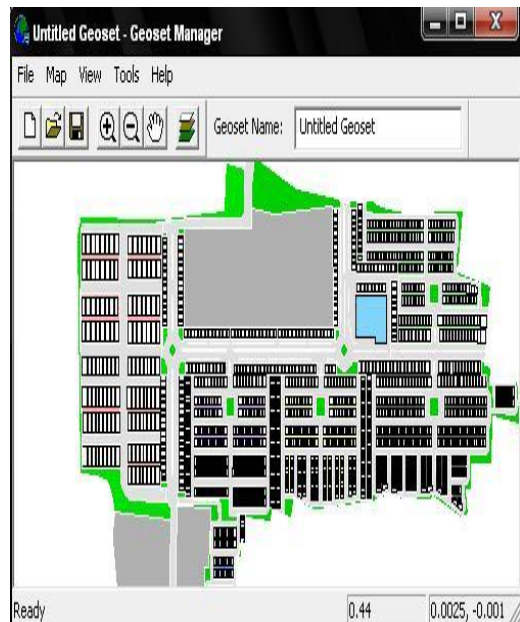 Untitled Geoset - Geoset Manager
File Map View Tools Help
Geoset Name: Untitled Geoset
Ready 0.44 0.0025, -0.001